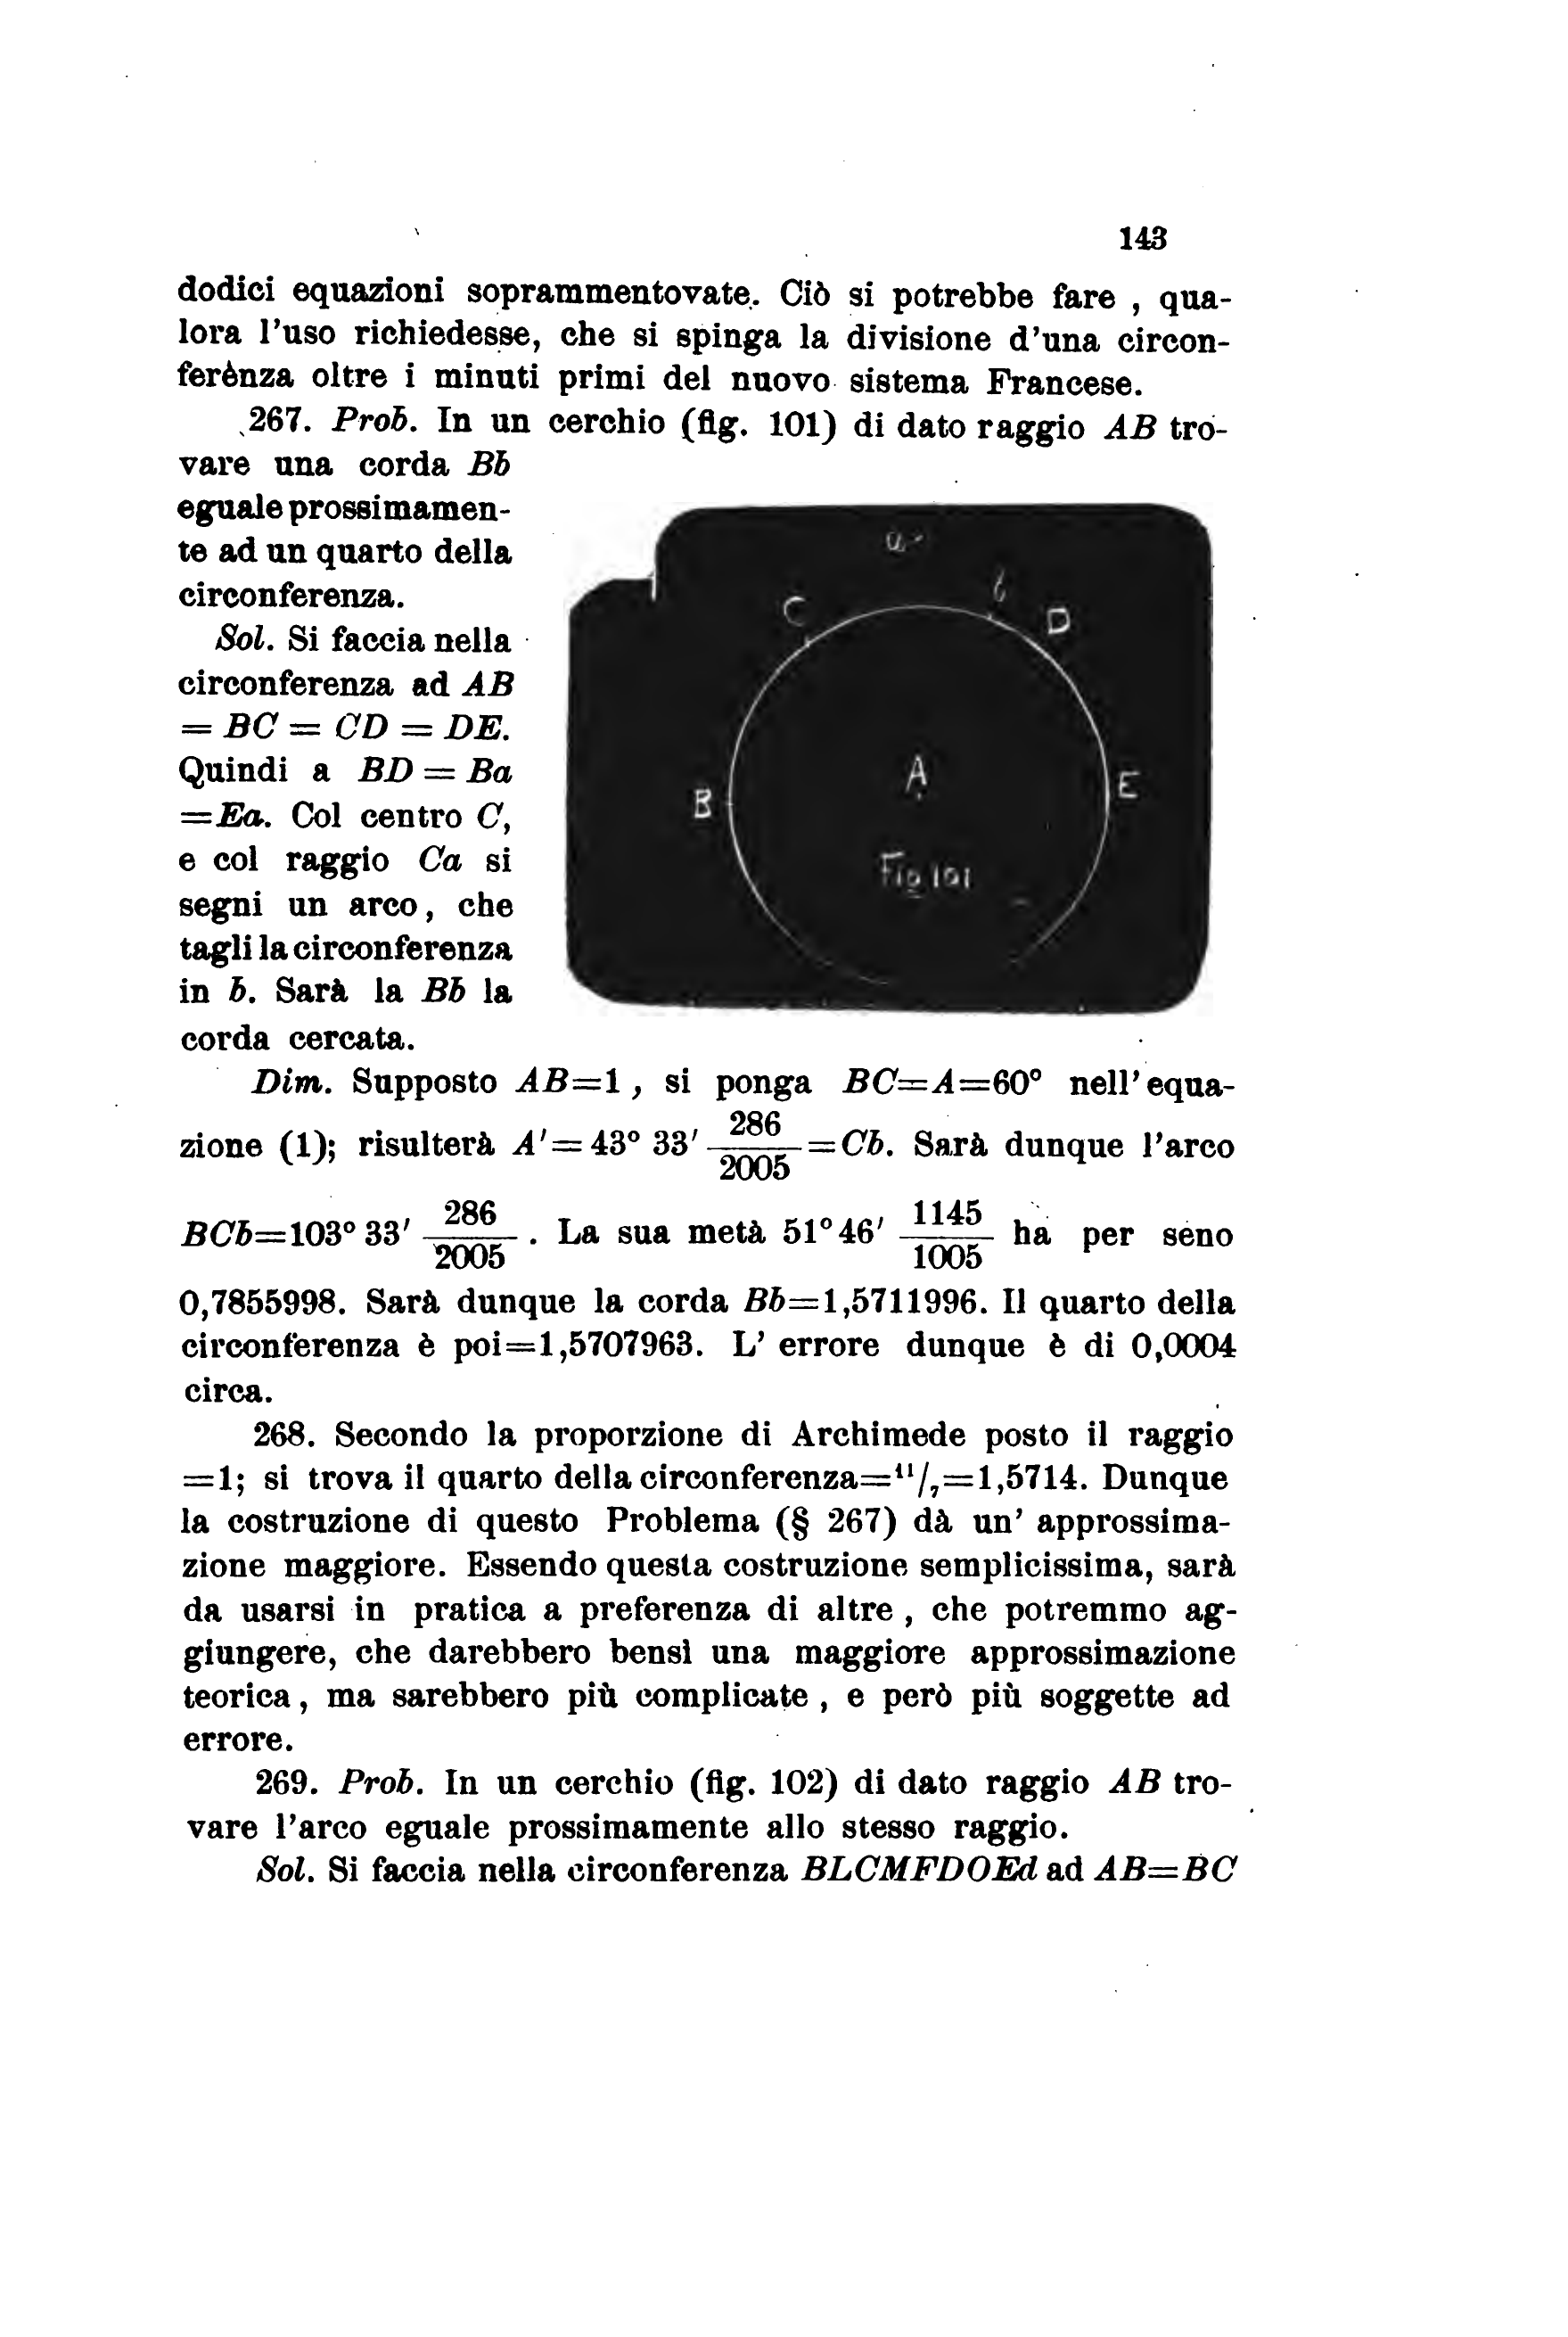 143
dodici equazioni soprammentovate. Ciò si potrebbe fare , qua-
lora l'uso richiedesse, che si spinga la divisione d'una circon-
ferènza oltre i minuti primi del nuovo sistema Francese.
267. Prob. In un cerchio (fig. 101) di dato raggio AB tro-
vare una corda Bb
eguale prossimamen-
te ad un quarto della
circonferenza.
Sol. Si faccia nella
circonferenza ad AB
= BC = CD = DE.
Quindi a BD = Ba
=Ea. Col centro C,
e col raggio Ca si
segni un arco, che
tagli la circonferenza
in b. Sarà la Bb la
corda cercata.
a
C
b
D
B
A
E
Fig 101
Dim. Supposto AB=1 , si ponga BC=A=60° nell'equa-
zione (1); risulterà A'=43° 33' 286/2005 =Cb. Sarà dunque l'arco
BCb=103° 33' 286/2005 . La sua metà 51° 46' 1145/1005 ha per seno
0,7855998. Sarà dunque la corda Bb=1,5711996. Il quarto della
circonferenza è poi=1,5707963. L' errore dunque è di 0,0004
circa.
268. Secondo la proporzione di Archimede posto il raggio
=1; si trova il quarto della circonferenza=¹¹/₇=1,5714. Dunque
la costruzione di questo Problema (§ 267) dà un' approssima-
zione maggiore. Essendo questa costruzione semplicissima, sarà
da usarsi in pratica a preferenza di altre , che potremmo ag-
giungere, che darebbero bensì una maggiore approssimazione
teorica , ma sarebbero più complicate , e però più soggette ad
errore.
269. Prob. In un cerchio (fig. 102) di dato raggio AB tro-
vare l'arco eguale prossimamente allo stesso raggio.
Sol. Si faccia nella circonferenza BLCMFDOEd ad AB=BC